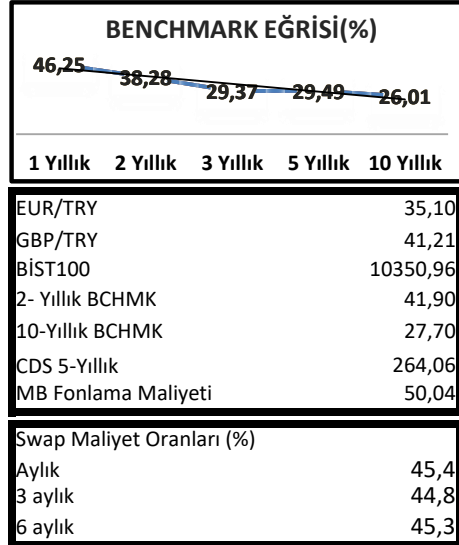 BENCHMARK EĞRİSİ(%)
46,25 38,28 29,37 29,49 26,01
1 Yıllık 2 Yıllık 3 Yıllık 5 Yıllık 10 Yıllık
EUR/TRY 35,10
GBP/TRY 41,21
BİST100 10350,96
2- Yıllık BCHMK 41,90
10-Yıllık BCHMK 27,70
CDS 5-Yıllık 264,06
MB Fonlama Maliyeti 50,04
Swap Maliyet Oranları (%)
Aylık 45,4
3 aylık 44,8
6 aylık 45,3